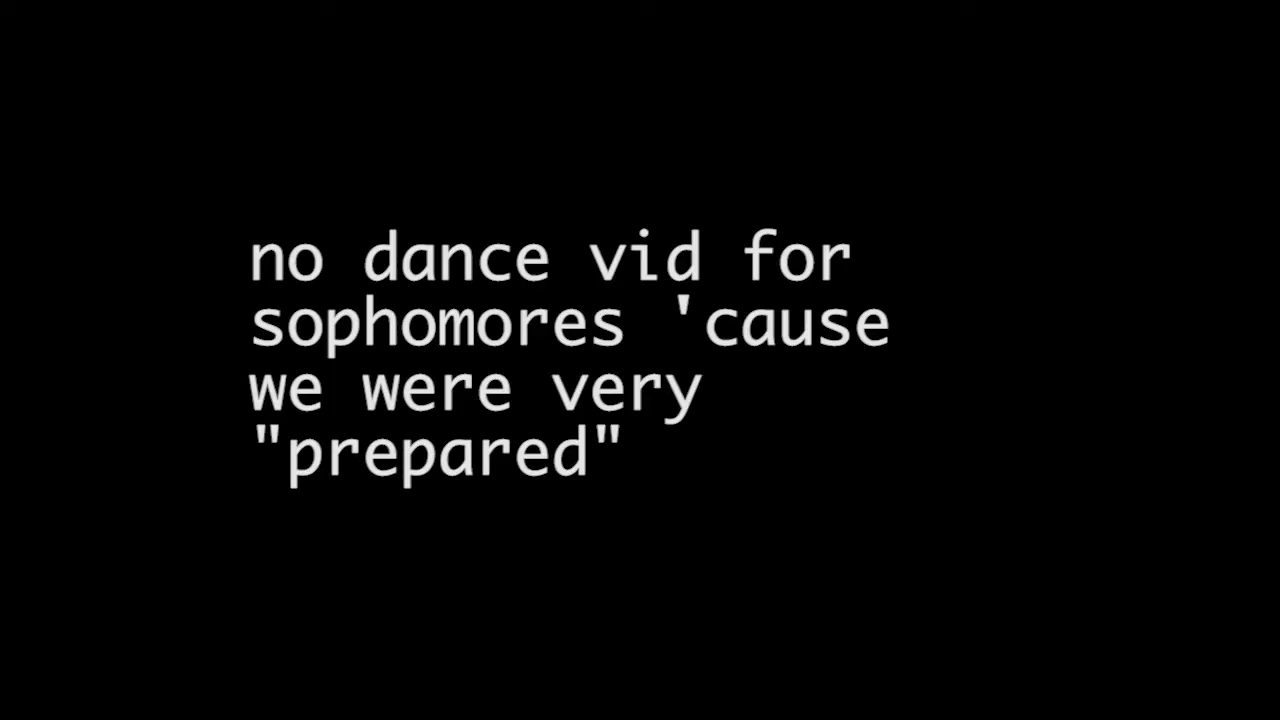 no dance vid for
sophomores 'cause
we were very
"prepared"